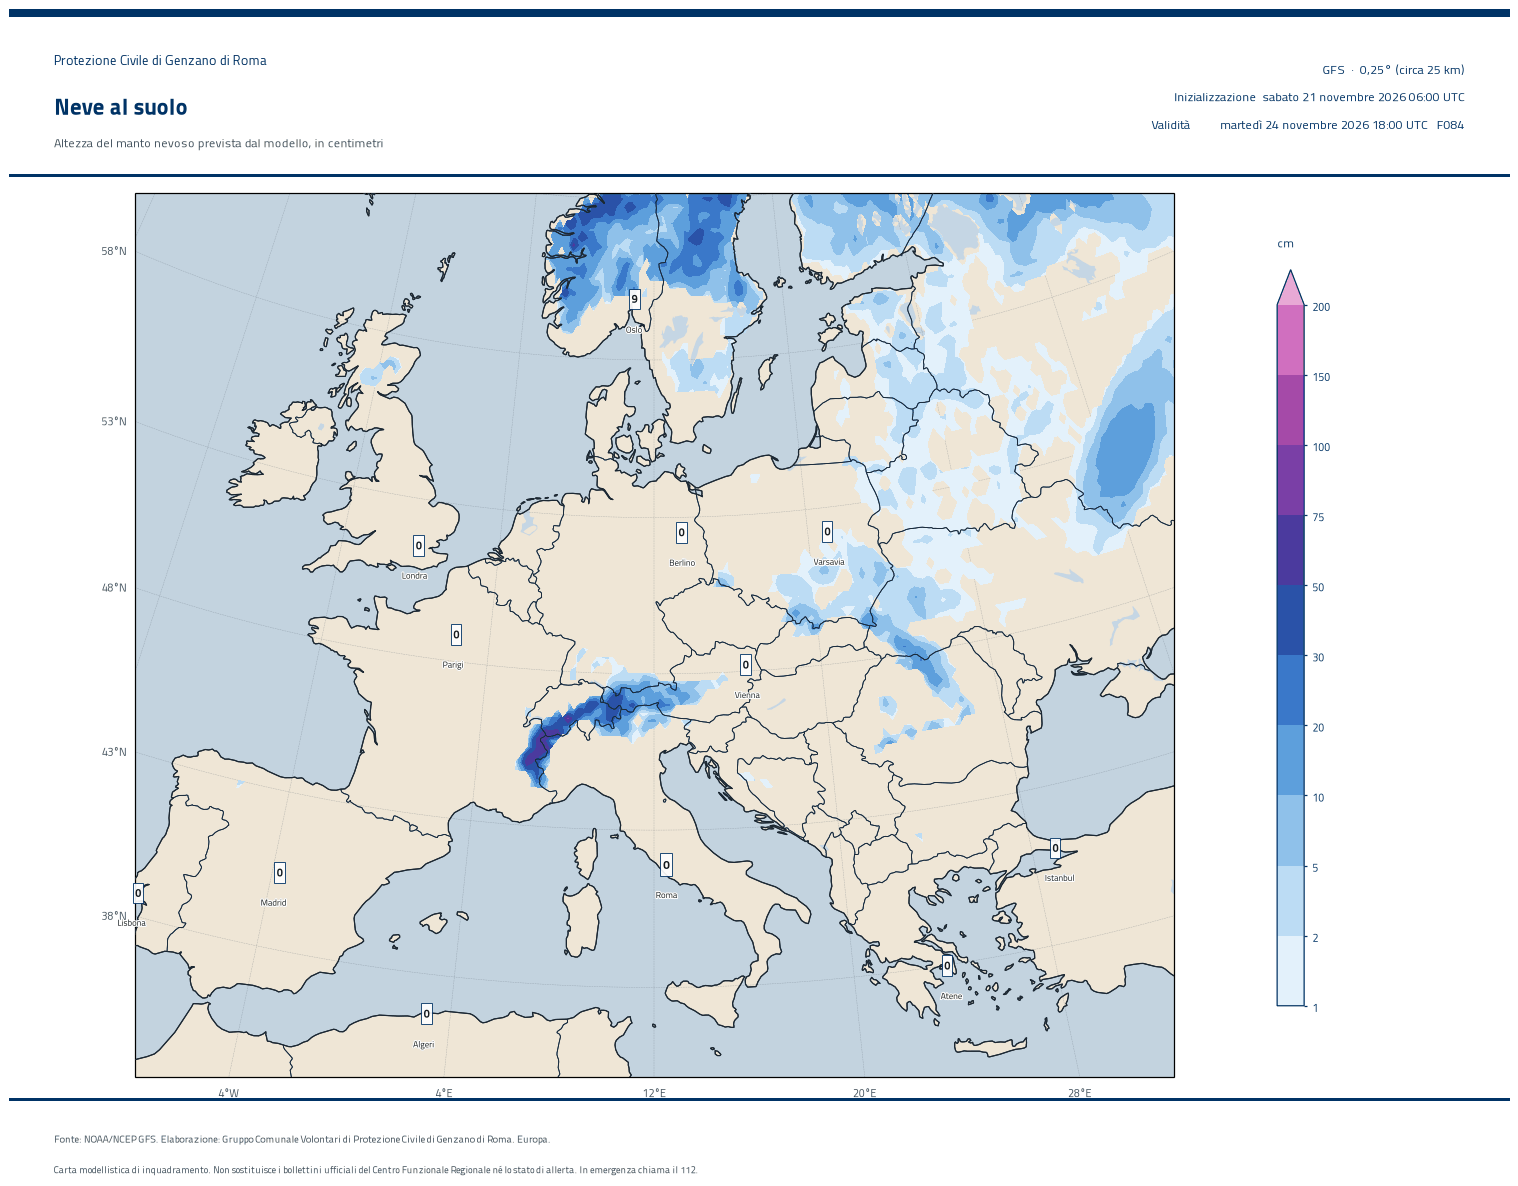 Protezione Civile di Genzano di Roma
Neve al suolo
Altezza del manto nevoso prevista dal modello, in centimetri
GFS · 0,25° (circa 25 km)
Inizializzazione sabato 21 novembre 2026 06:00 UTC
Validità martedì 24 novembre 2026 18:00 UTC F084
58°N
53°N
48°N
43°N
38°N
4°W
4°E
12°E
20°E
28°E
9
Oslo
0
Londra
0
Berlino
0
Varsavia
0
Parigi
0
Vienna
0
Madrid
0
Lisbona
0
Roma
0
Istanbul
0
Atene
0
Algeri
cm
200
150
100
75
50
30
20
10
5
2
1
Fonte: NOAA/NCEP GFS. Elaborazione: Gruppo Comunale Volontari di Protezione Civile di Genzano di Roma. Europa.
Carta modellistica di inquadramento. Non sostituisce i bollettini ufficiali del Centro Funzionale Regionale né lo stato di allerta. In emergenza chiama il 112.